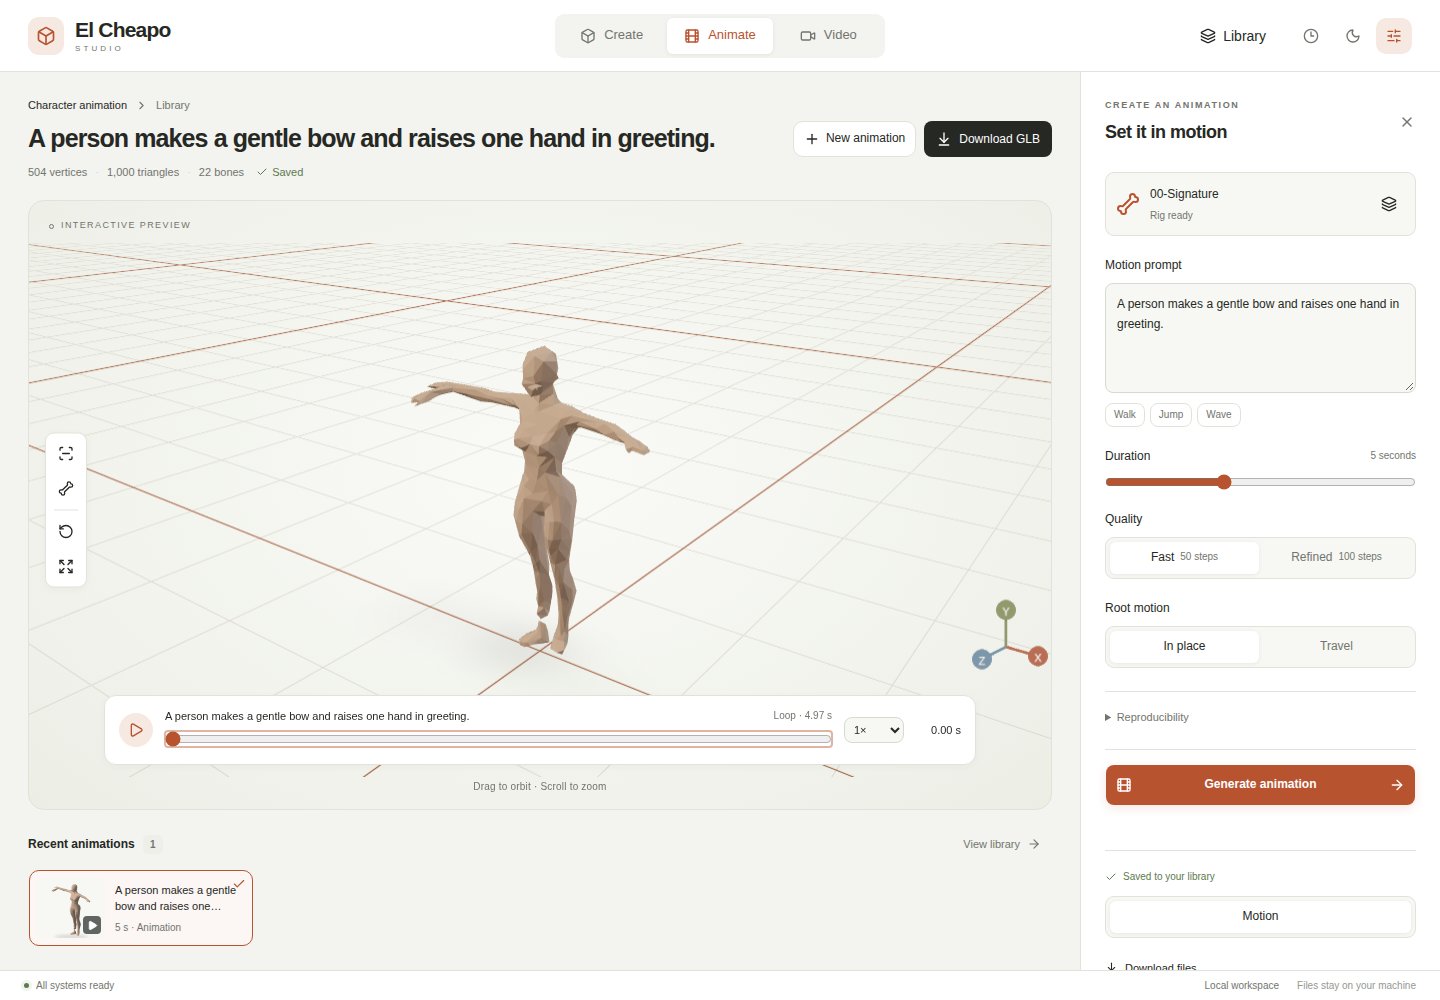 El Cheapo
STUDIO
Create
Animate
Video
Library
Character animation
Library
A person makes a gentle bow and raises one hand in greeting.
New animation
Download GLB
504 vertices · 1,000 triangles · 22 bones
Saved
INTERACTIVE PREVIEW
Y
X
Z
A person makes a gentle bow and raises one hand in greeting.
Loop · 4.97 s
1×
0.00 s
Drag to orbit · Scroll to zoom
Recent animations
1
View library
A person makes a gentle
bow and raises one…
5 s · Animation
CREATE AN ANIMATION
Set it in motion
00-Signature
Rig ready
Motion prompt
A person makes a gentle bow and raises one hand in
greeting.
Walk
Jump
Wave
Duration
5 seconds
Quality
Fast 50 steps
Refined 100 steps
Root motion
In place
Travel
Reproducibility
Generate animation
Saved to your library
Motion
Download files
All systems ready
Local workspace
Files stay on your machine